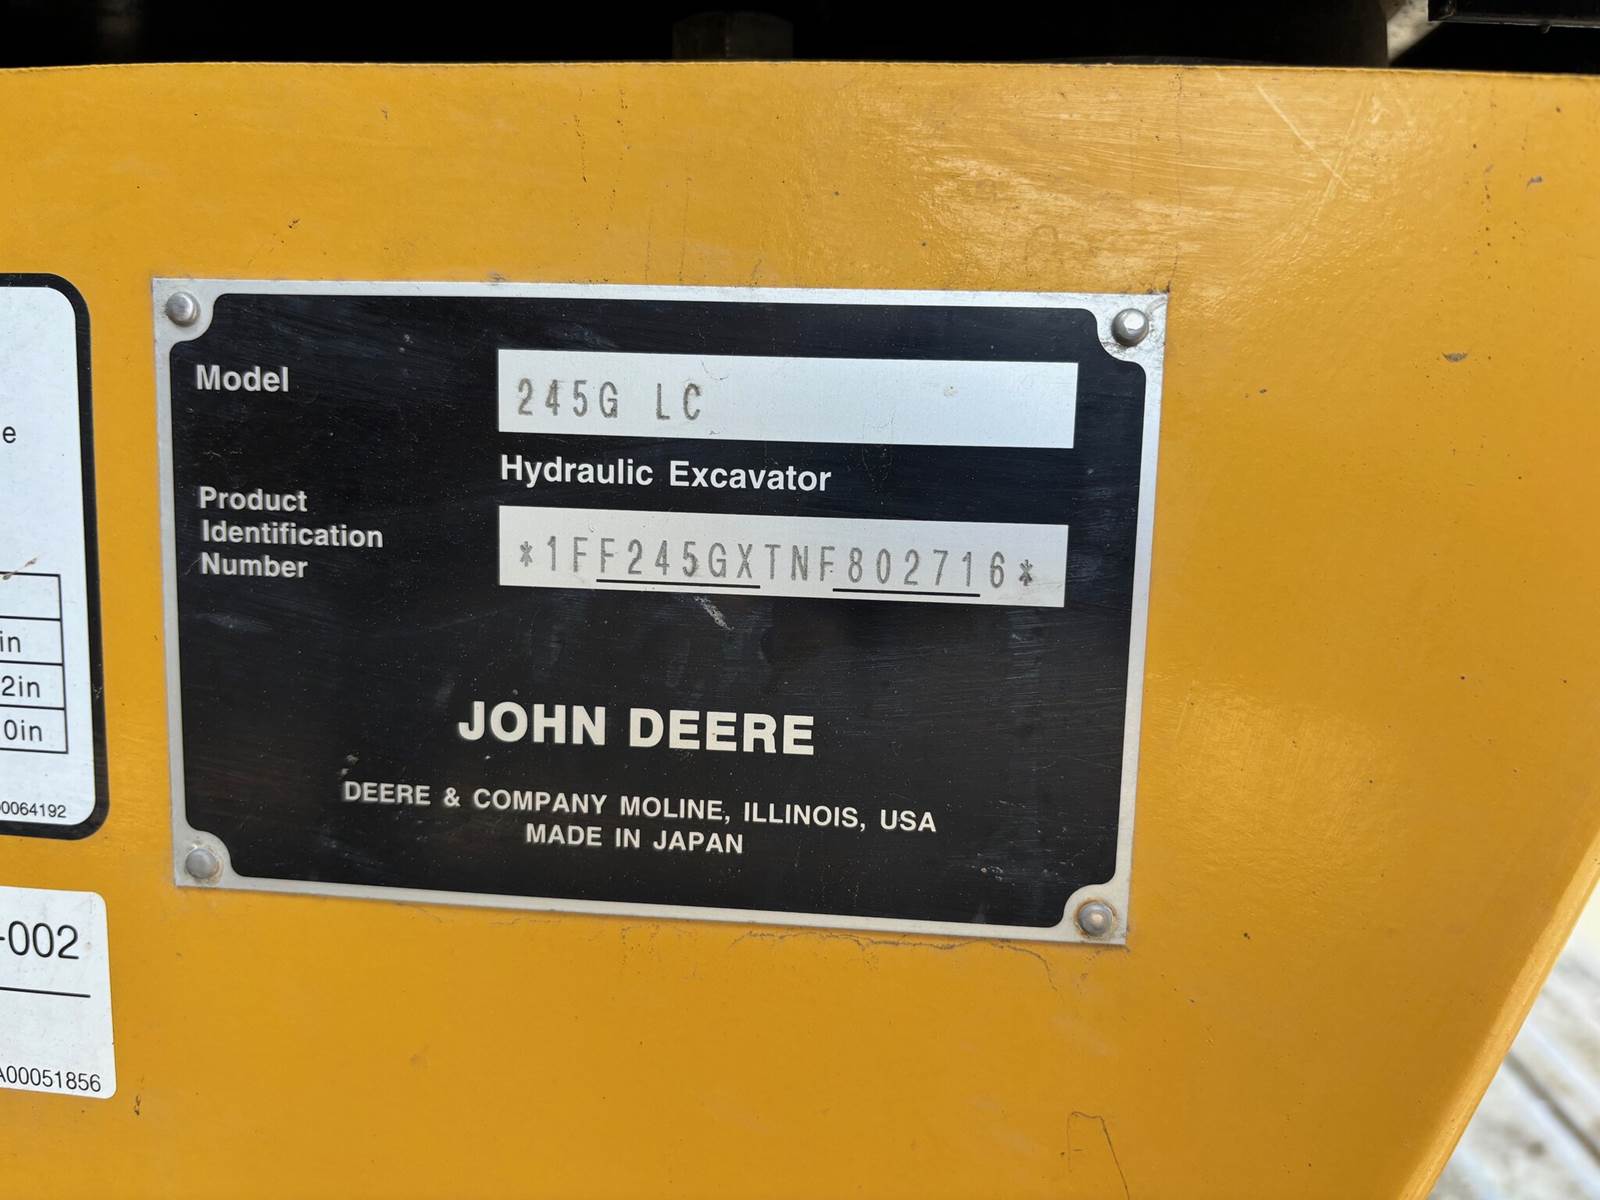 Model
245G LC
Hydraulic Excavator
Product
Identification
Number
*1FF245GXTNF802716*
JOHN DEERE
DEERE & COMPANY MOLINE, ILLINOIS, USA
MADE IN JAPAN
e
in
2in
0in
00064192
-002
A00051856